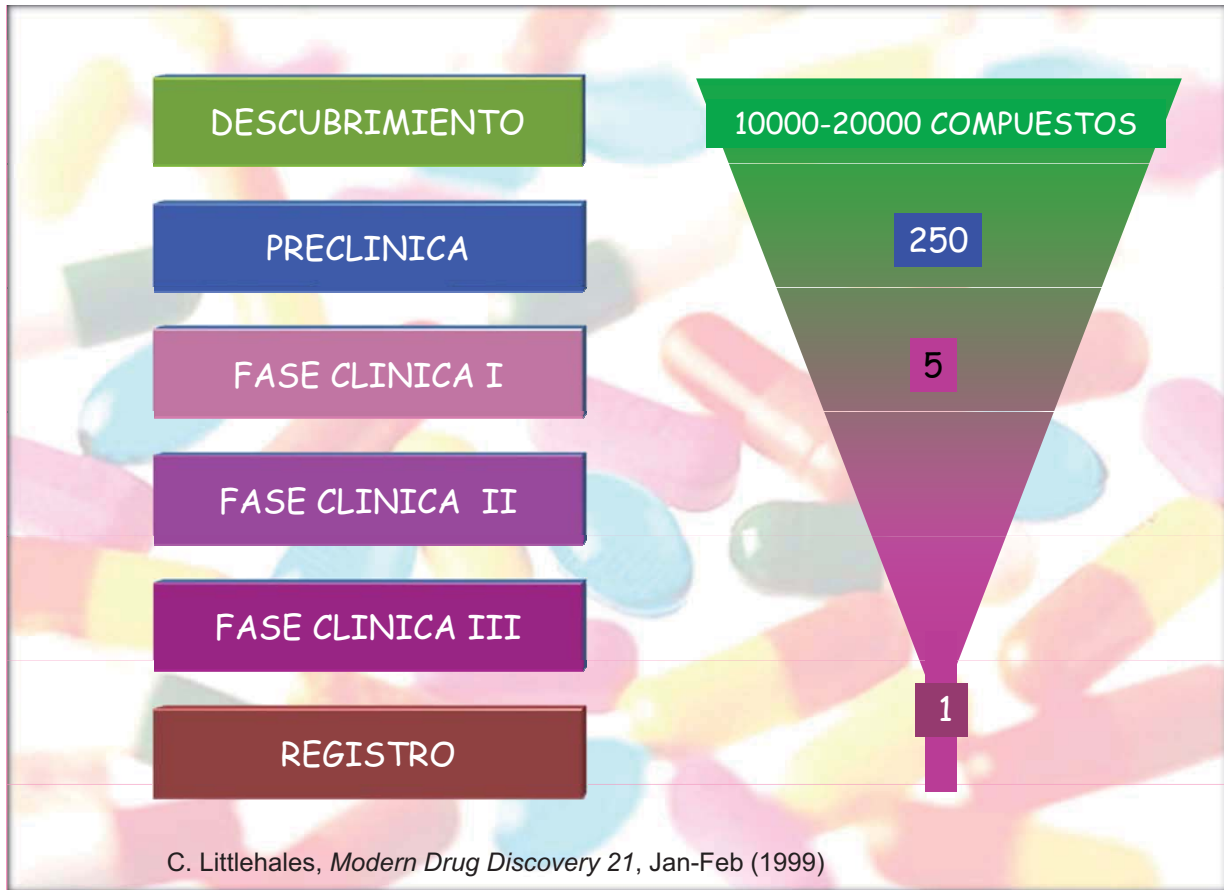 DESCUBRIMIENTO
10000-20000 COMPUESTOS
PRECLINICA
250
FASE CLINICA I
5
FASE CLINICA II
FASE CLINICA III
1
REGISTRO
C. Littlehales, Modern Drug Discovery 21, Jan-Feb (1999)